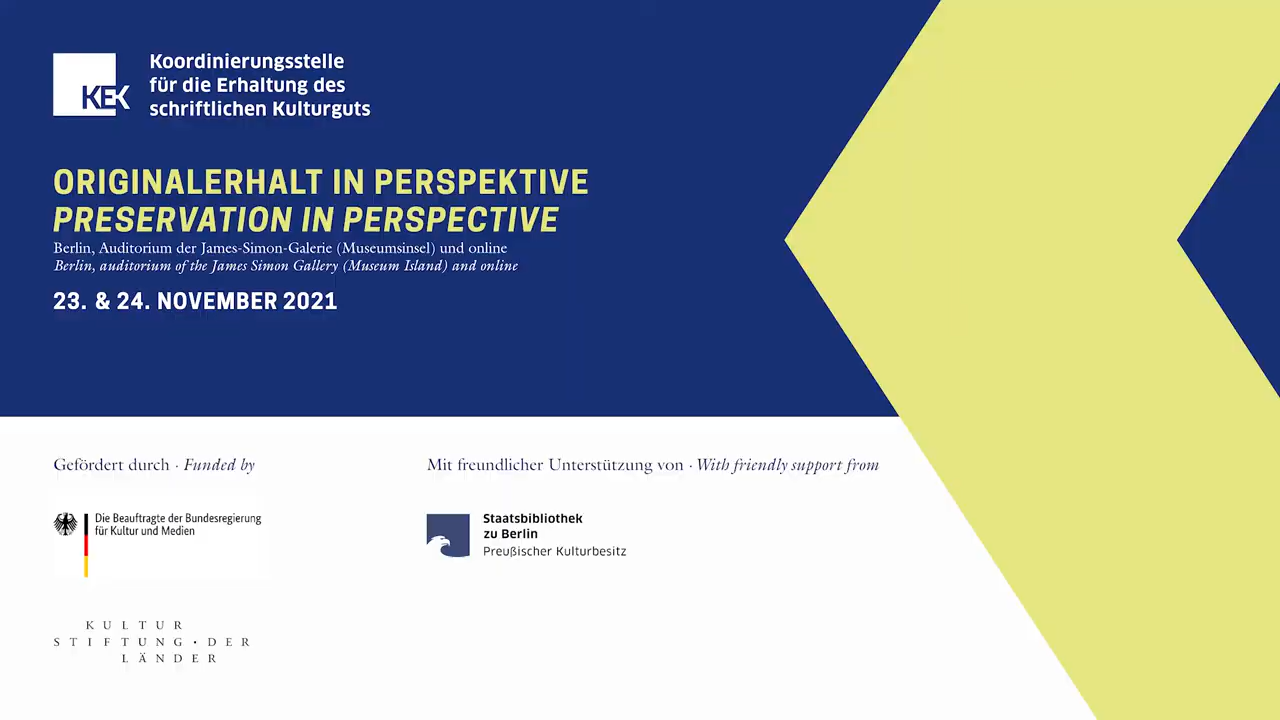 KEK
Koordinierungsstelle
für die Erhaltung des
schriftlichen Kulturguts
ORIGINALERHALT IN PERSPEKTIVE
PRESERVATION IN PERSPECTIVE
Berlin, Auditorium der James-Simon-Galerie (Museumsinsel) und online
Berlin, auditorium of the James Simon Gallery (Museum Island) and online
23. & 24. NOVEMBER 2021
Gefördert durch · Funded by
Die Beauftragte der Bundesregierung
für Kultur und Medien
KULTUR
STIFTUNG · DER
LÄNDER
Mit freundlicher Unterstützung von · With friendly support from
Staatsbibliothek
zu Berlin
Preußischer Kulturbesitz